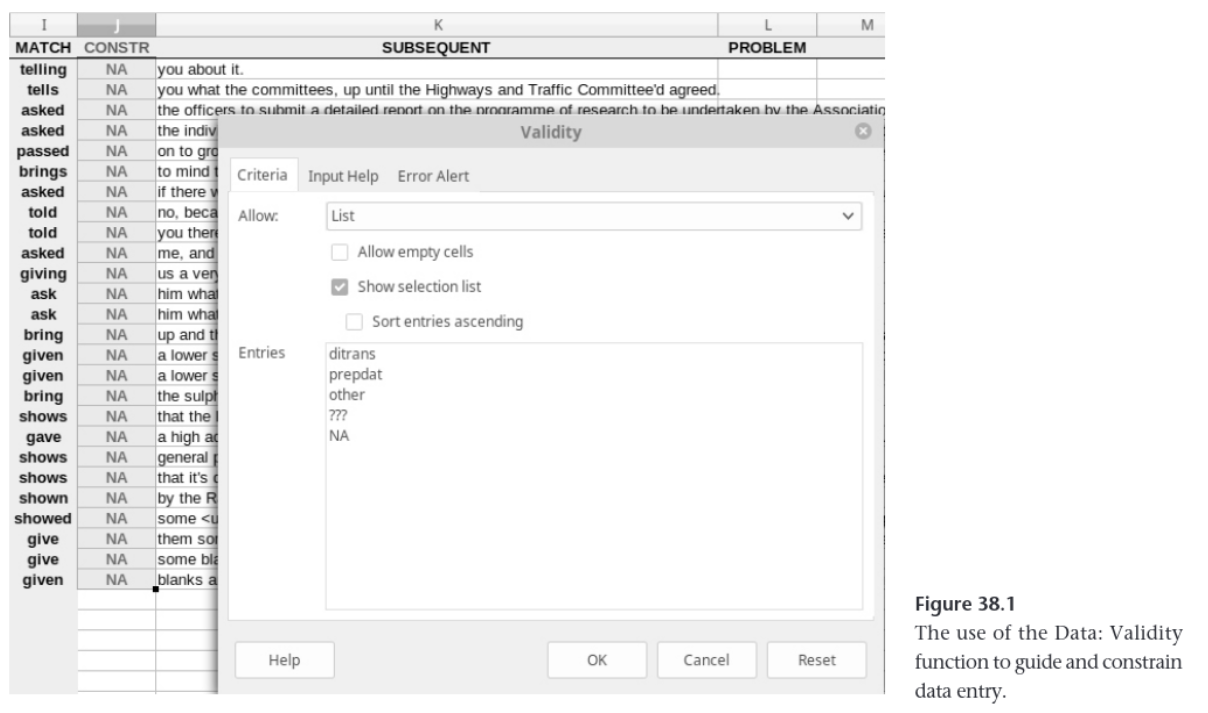 I J K L M
MATCH CONSTR SUBSEQUENT PROBLEM
telling NA you about it.
tells NA you what the committees, up until the Highways and Traffic Committee'd agreed.
asked NA the officers to submit a detailed report on the programme of research to be undertaken by the Associatio
asked NA the indiv
passed NA on to gro
brings NA to mind t
asked NA if there w
told NA no, beca
told NA you there
asked NA me, and
giving NA us a very
ask NA him what
ask NA him what
bring NA up and th
given NA a lower s
given NA a lower s
bring NA the sulph
shows NA that the
gave NA a high ac
shows NA general p
shows NA that it's
shown NA by the R
showed NA some <u
give NA them so
give NA some bla
given NA blanks a
Validity
Criteria Input Help Error Alert
Allow: List
Allow empty cells
Show selection list
Sort entries ascending
Entries
ditrans
prepdat
other
???
NA
Help OK Cancel Reset
Figure 38.1
The use of the Data: Validity
function to guide and constrain
data entry.